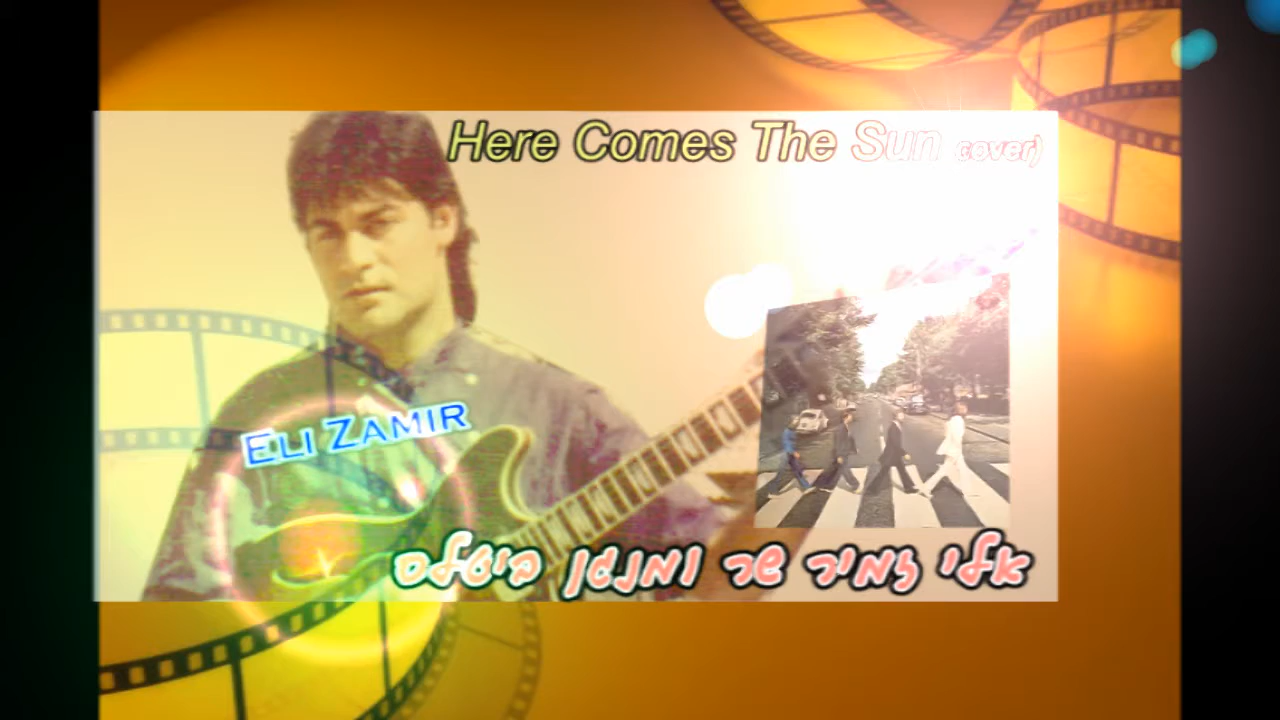 Here Comes The Sun cover)
ELI ZAMIR
אלי זמיר שר ומנגן ביטלס